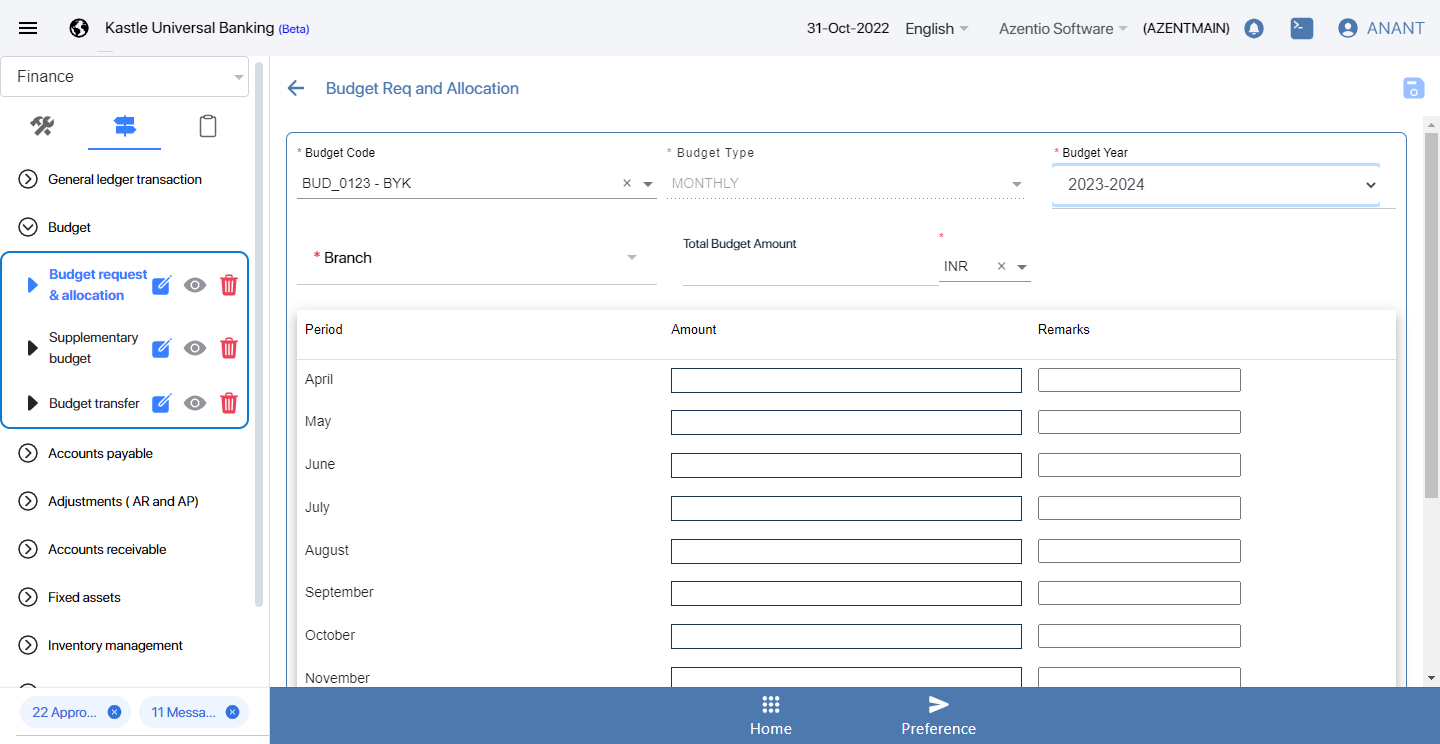 Kastle Universal Banking (Beta)
31-Oct-2022
English
Azentio Software
(AZENTMAIN)
ANANT
Finance
General ledger transaction
Budget
Budget request
& allocation
Supplementary
budget
Budget transfer
Accounts payable
Adjustments ( AR and AP)
Accounts receivable
Fixed assets
Inventory management
22 Appro...
11 Messa...
Budget Req and Allocation
* Budget Code
* Budget Type
* Budget Year
BUD_0123 - BYK
×
MONTHLY
2023-2024
* Branch
Total Budget Amount
*
INR
×
Period
Amount
Remarks
April
May
June
July
August
September
October
November
Home
Preference